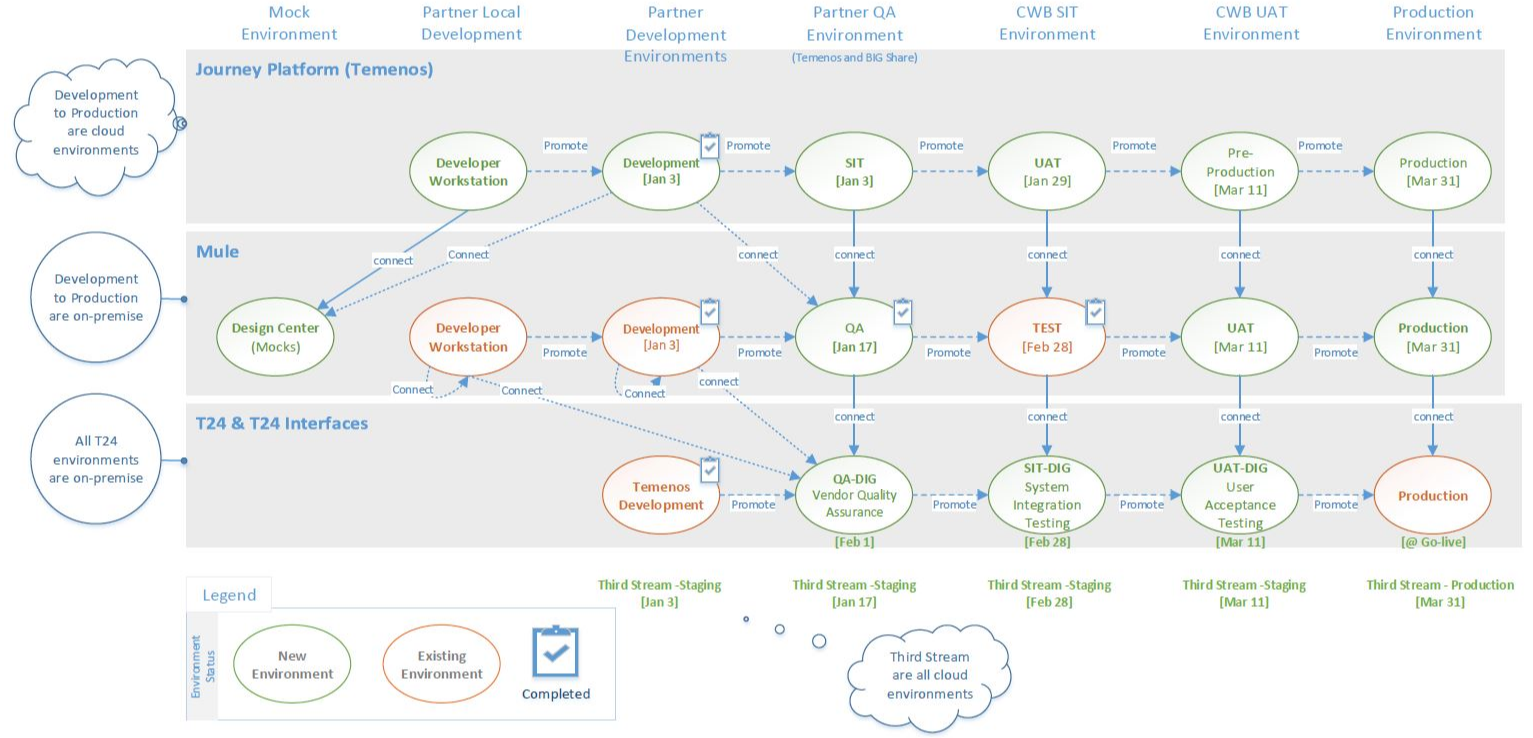 Mock
Environment
Partner Local
Development
Partner
Development
Environments
Partner QA
Environment
(Temenos and BIG Share)
CWB SIT
Environment
CWB UAT
Environment
Production
Environment
Journey Platform (Temenos)
Development
to Production
are cloud
environments
Developer
Workstation
Promote
Development
[Jan 3]
Promote
SIT
[Jan 3]
Promote
UAT
[Jan 29]
Promote
Pre-
Production
[Mar 11]
Promote
Production
[Mar 31]
Mule
connect
Connect
connect
connect
connect
connect
connect
Development
to Production
are on-premise
Design Center
(Mocks)
Developer
Workstation
Promote
Development
[Jan 3]
Promote
QA
[Jan 17]
Promote
TEST
[Feb 28]
Promote
UAT
[Mar 11]
Promote
Production
[Mar 31]
Connect
Connect
Connect
connect
connect
connect
connect
connect
T24 & T24 Interfaces
All T24
environments
are on-premise
Temenos
Development
Promote
QA-DIG
Vendor Quality
Assurance
[Feb 1]
Promote
SIT-DIG
System
Integration
Testing
[Feb 28]
Promote
UAT-DIG
User
Acceptance
Testing
[Mar 11]
Promote
Production
[@ Go-live]
Third Stream -Staging
[Jan 3]
Third Stream -Staging
[Jan 17]
Third Stream -Staging
[Feb 28]
Third Stream -Staging
[Mar 11]
Third Stream - Production
[Mar 31]
Legend
Environment
Status
New
Environment
Existing
Environment
Completed
Third Stream
are all cloud
environments